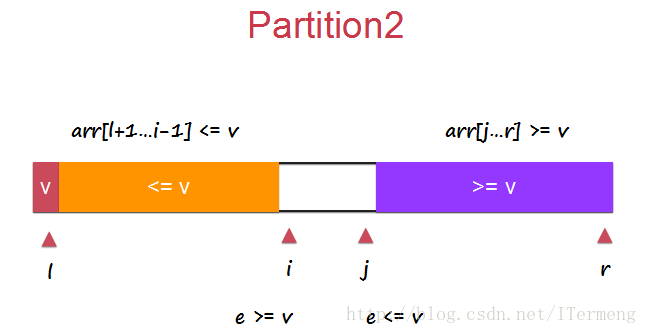 Partition2
arr[l+1...i-1] <= v
arr[j...r] >= v
v
<= v
>= v
l
i
j
r
e >= v
e <= v
http://blog.csdn.net/ITermeng